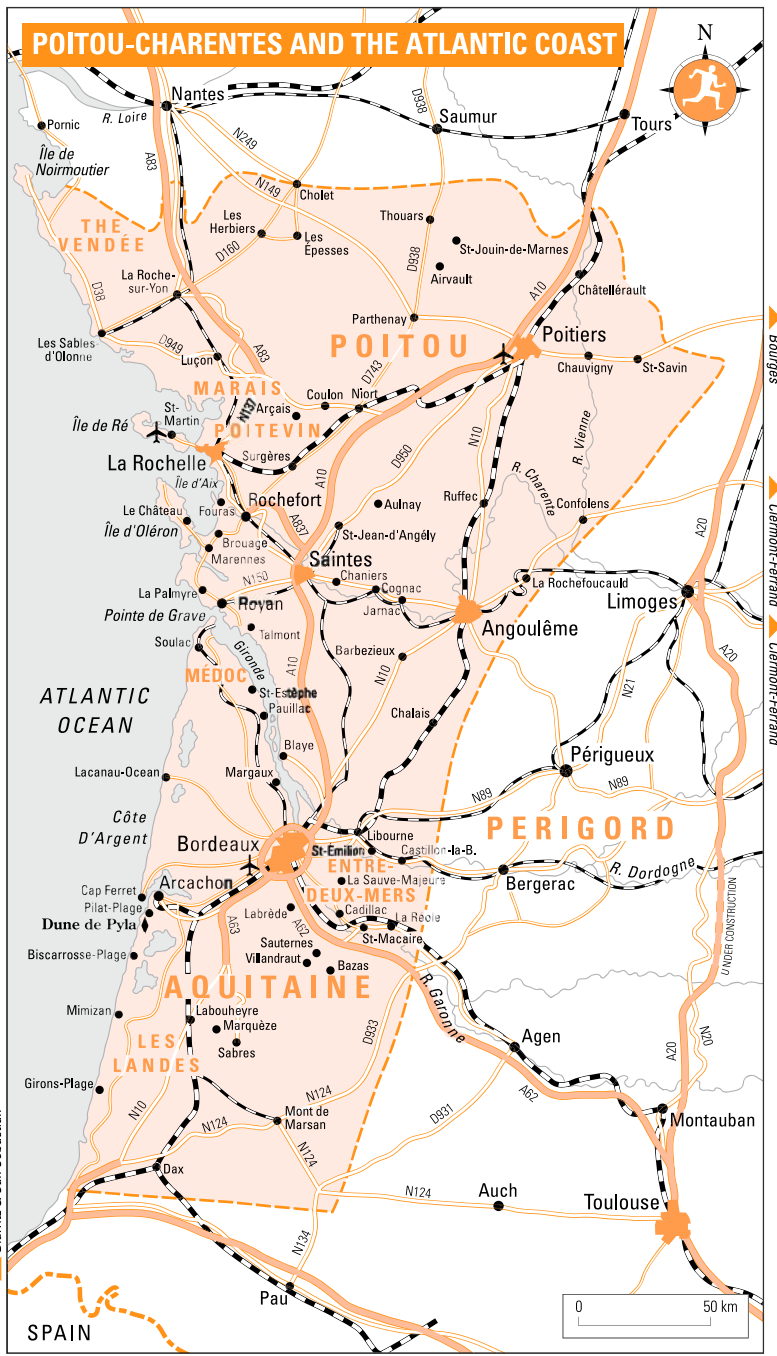 POITOU-CHARENTES AND THE ATLANTIC COAST
N
Nantes
R. Loire
Pornic
Île de
Noirmoutier
A83
N249
N149
D938
Saumur
Tours
Cholet
THE
VENDÉE
Les
Herbiers
Les
Épesses
D160
Thouars
St-Jouin-de-Marnes
D938
Airvault
A10
Châtellérault
La Roche-
sur-Yon
D38
Parthenay
POITOU
Poitiers
Les Sables
d'Olonne
D949
Luçon
A83
D743
Chauvigny
St-Savin
Bourges
MARAIS
POITEVIN
N137
Arçais
Coulon
Niort
St-
Martin
Île de Ré
La Rochelle
Surgères
A10
D950
N10
R. Vienne
R. Charente
Île d'Aix
Fouras
Rochefort
A837
Aulnay
Ruffec
Confolens
Le Château
Île d'Oléron
Brouage
Marennes
St-Jean-d'Angély
A20
Clermont-Ferrand
Saintes
N150
Chaniers
Cognac
Jarnac
La Rochefoucauld
Limoges
La Palmyre
Royan
Pointe de Grave
Talmont
Angoulême
Soulac
Gironde
A10
Barbezieux
N10
N21
A20
Clermont-Ferrand
MÉDOC
St-Estèphe
Pauillac
Chalais
ATLANTIC
OCEAN
Blaye
Périgueux
Lacanau-Ocean
Margaux
N89
N89
Côte
D'Argent
PERIGORD
Bordeaux
Libourne
St-Emilion
Castillon-la-B.
ENTRE-
DEUX-MERS
R. Dordogne
Bergerac
Cap Ferret
Arcachon
Pilat-Plage
Dune de Pyla
La Sauve-Majeure
Labrède
Cadillac
La Réole
St-Macaire
A63
A62
UNDER CONSTRUCTION
Biscarrosse-Plage
Sauternes
Villandraut
Bazas
AQUITAINE
R. Garonne
Mimizan
Labouheyre
Marquèze
Sabres
D933
LES
LANDES
Agen
N20
A20
A62
Girons-Plage
N10
N124
N124
Mont de
Marsan
D931
Montauban
N124
Dax
N124
Auch
Toulouse
N134
Pau
SPAIN
0
50 km